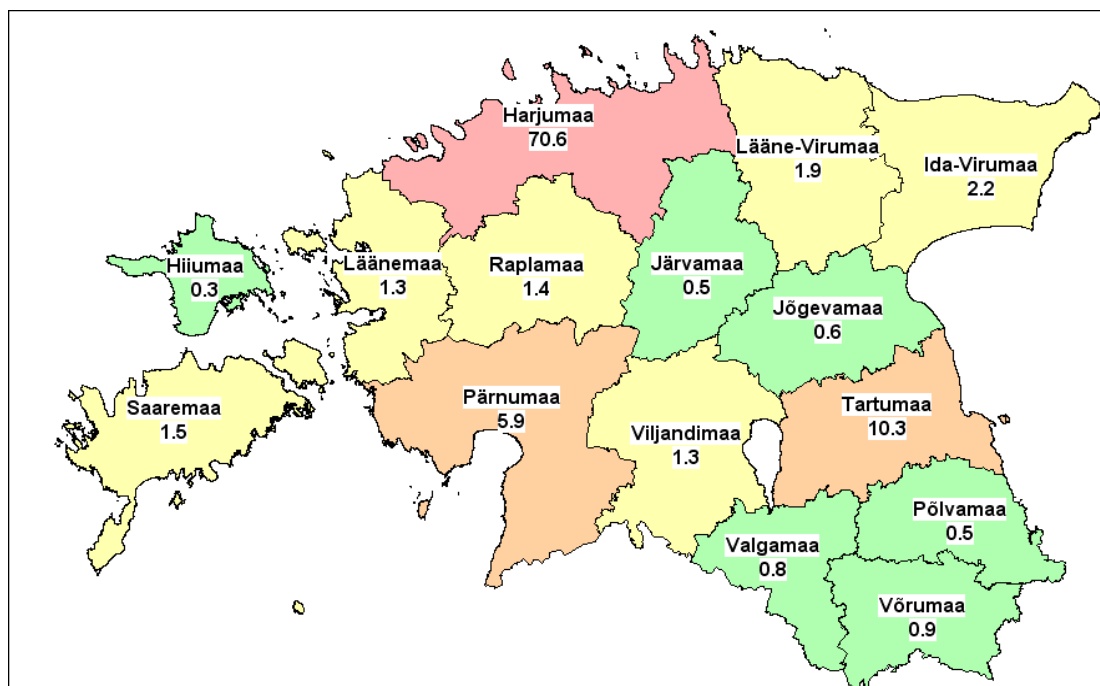 Harjumaa
70.6
Lääne-Virumaa
1.9
Ida-Virumaa
2.2
Hiiumaa
0.3
Läänemaa
1.3
Raplamaa
1.4
Järvamaa
0.5
Jõgevamaa
0.6
Saaremaa
1.5
Pärnumaa
5.9
Viljandimaa
1.3
Tartumaa
10.3
Valgamaa
0.8
Põlvamaa
0.5
Võrumaa
0.9